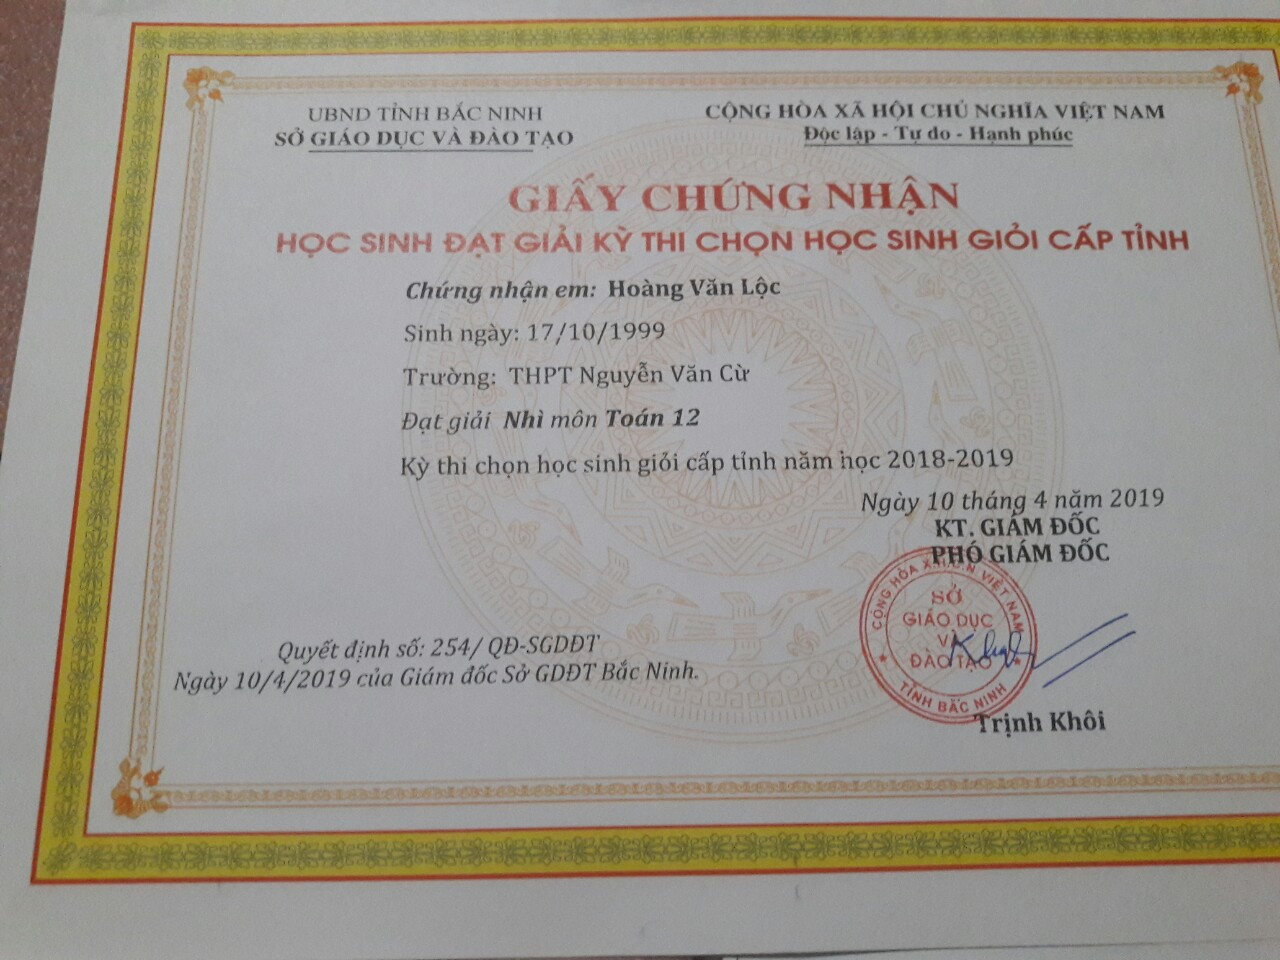 UBND TỈNH BẮC NINH
SỞ GIÁO DỤC VÀ ĐÀO TẠO
CỘNG HÒA XÃ HỘI CHỦ NGHĨA VIỆT NAM
Độc lập - Tự do - Hạnh phúc
GIẤY CHỨNG NHẬN
HỌC SINH ĐẠT GIẢI KỲ THI CHỌN HỌC SINH GIỎI CẤP TỈNH
Chứng nhận em: Hoàng Văn Lộc
Sinh ngày: 17/10/1999
Trường: THPT Nguyễn Văn Cừ
Đạt giải Nhì môn Toán 12
Kỳ thi chọn học sinh giỏi cấp tỉnh năm học 2018-2019
Ngày 10 tháng 4 năm 2019
KT. GIÁM ĐỐC
PHÓ GIÁM ĐỐC
CỘNG HÒA X.H.C.N VIỆT NAM
SỞ
GIÁO DỤC
VÀ
ĐÀO TẠO
TỈNH BẮC NINH
Trịnh Khôi
Quyết định số: 254/ QĐ-SGDĐT
Ngày 10/4/2019 của Giám đốc Sở GDĐT Bắc Ninh.